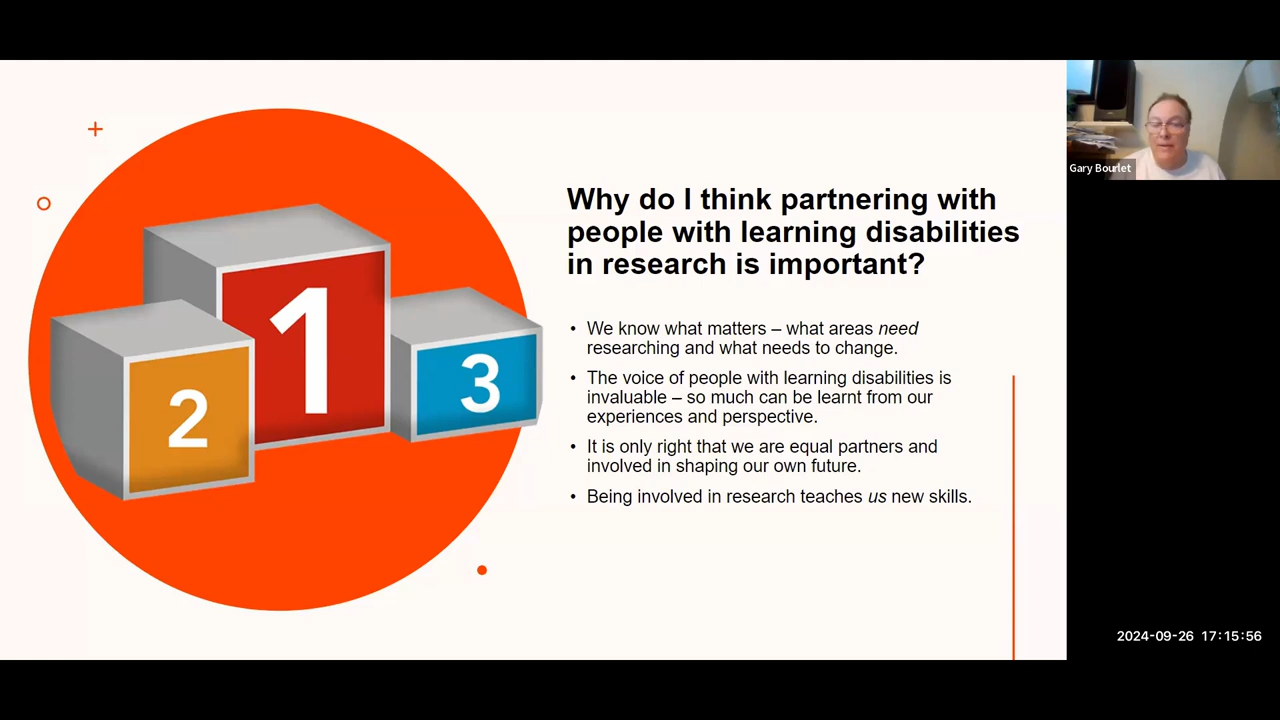 Why do I think partnering with
people with learning disabilities
in research is important?
• We know what matters – what areas need
researching and what needs to change.
• The voice of people with learning disabilities is
invaluable – so much can be learnt from our
experiences and perspective.
• It is only right that we are equal partners and
involved in shaping our own future.
• Being involved in research teaches us new skills.
1
2
3
Gary Bourlet
2024-09-26 17:15:56